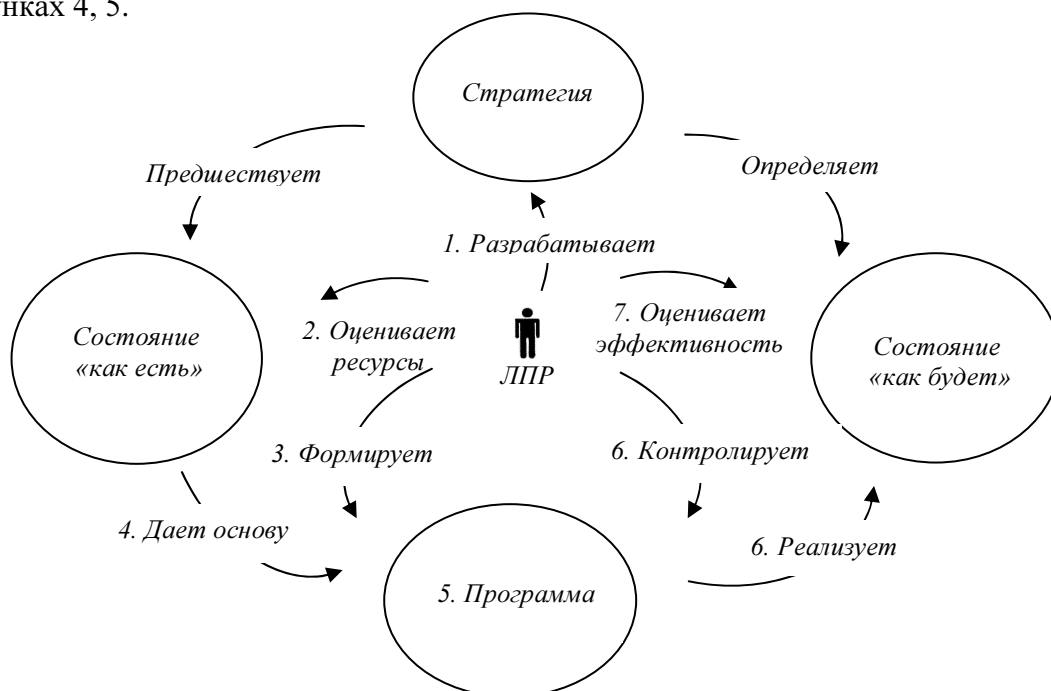 унках 4, 5.
Стратегия
Предшествует
Определяет
1. Разрабатывает
Состояние
«как есть»
2. Оценивает
ресурсы
ЛПР
7. Оценивает
эффективность
Состояние
«как будет»
3. Формирует
6. Контролирует
4. Дает основу
6. Реализует
5. Программа